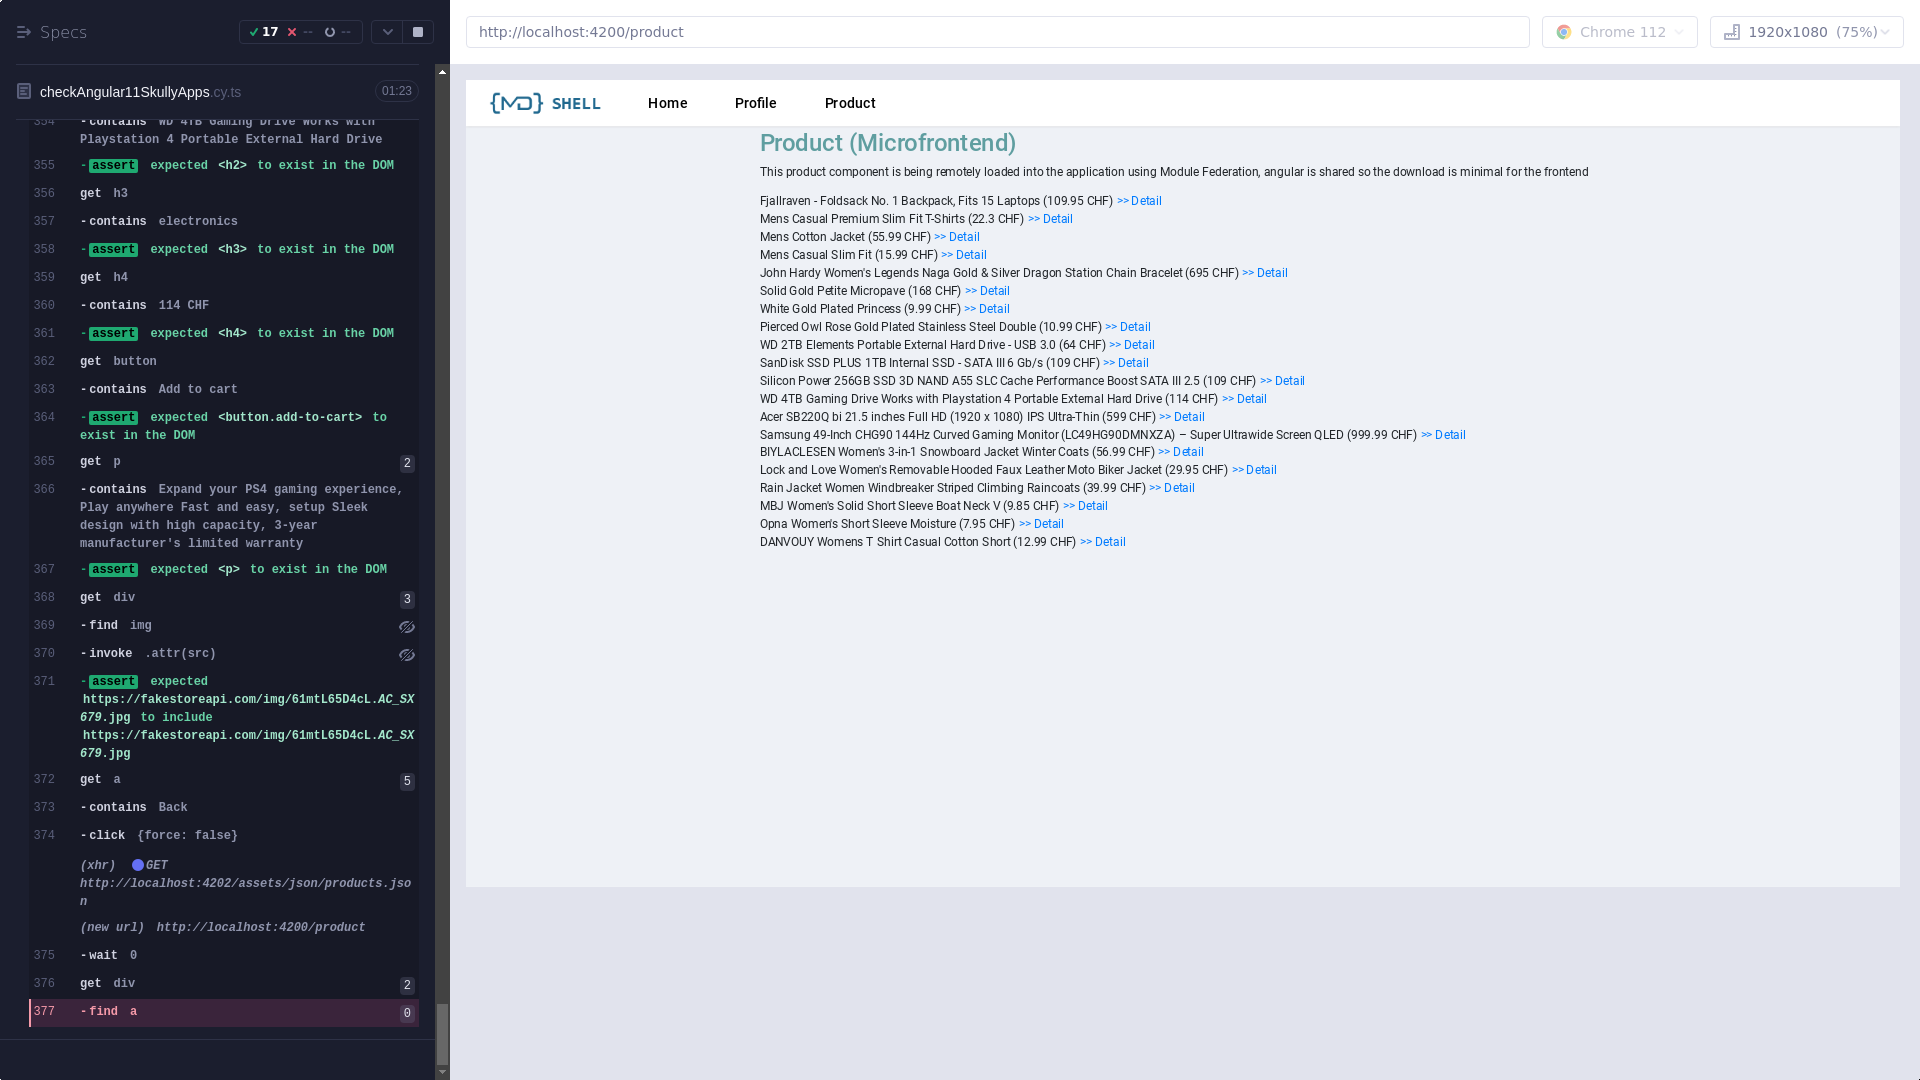 Specs
17 -- --
checkAngular11SkullyApps.cy.ts 01:23
354 -contains WD 4TB Gaming Drive Works with
Playstation 4 Portable External Hard Drive
355 -assert expected <h2> to exist in the DOM
356 get h3
357 -contains electronics
358 -assert expected <h3> to exist in the DOM
359 get h4
360 -contains 114 CHF
361 -assert expected <h4> to exist in the DOM
362 get button
363 -contains Add to cart
364 -assert expected <button.add-to-cart> to
exist in the DOM
365 get p 2
366 -contains Expand your PS4 gaming experience,
Play anywhere Fast and easy, setup Sleek
design with high capacity, 3-year
manufacturer's limited warranty
367 -assert expected <p> to exist in the DOM
368 get div 3
369 -find img
370 -invoke .attr(src)
371 -assert expected
https://fakestoreapi.com/img/61mtL65D4cL.AC_SX
679.jpg to include
https://fakestoreapi.com/img/61mtL65D4cL.AC_SX
679.jpg
372 get a 5
373 -contains Back
374 -click {force: false}
(xhr) GET
http://localhost:4202/assets/json/products.jso
n
(new url) http://localhost:4200/product
375 -wait 0
376 get div 2
377 -find a 0
http://localhost:4200/product
Chrome 112
1920x1080 (75%)
{MD} SHELL Home Profile Product
Product (Microfrontend)
This product component is being remotely loaded into the application using Module Federation, angular is shared so the download is minimal for the frontend
Fjallraven - Foldsack No. 1 Backpack, Fits 15 Laptops (109.95 CHF) >> Detail
Mens Casual Premium Slim Fit T-Shirts (22.3 CHF) >> Detail
Mens Cotton Jacket (55.99 CHF) >> Detail
Mens Casual Slim Fit (15.99 CHF) >> Detail
John Hardy Women's Legends Naga Gold & Silver Dragon Station Chain Bracelet (695 CHF) >> Detail
Solid Gold Petite Micropave (168 CHF) >> Detail
White Gold Plated Princess (9.99 CHF) >> Detail
Pierced Owl Rose Gold Plated Stainless Steel Double (10.99 CHF) >> Detail
WD 2TB Elements Portable External Hard Drive - USB 3.0 (64 CHF) >> Detail
SanDisk SSD PLUS 1TB Internal SSD - SATA III 6 Gb/s (109 CHF) >> Detail
Silicon Power 256GB SSD 3D NAND A55 SLC Cache Performance Boost SATA III 2.5 (109 CHF) >> Detail
WD 4TB Gaming Drive Works with Playstation 4 Portable External Hard Drive (114 CHF) >> Detail
Acer SB220Q bi 21.5 inches Full HD (1920 x 1080) IPS Ultra-Thin (599 CHF) >> Detail
Samsung 49-Inch CHG90 144Hz Curved Gaming Monitor (LC49HG90DMNXZA) – Super Ultrawide Screen QLED (999.99 CHF) >> Detail
BIYLACLESEN Women's 3-in-1 Snowboard Jacket Winter Coats (56.99 CHF) >> Detail
Lock and Love Women's Removable Hooded Faux Leather Moto Biker Jacket (29.95 CHF) >> Detail
Rain Jacket Women Windbreaker Striped Climbing Raincoats (39.99 CHF) >> Detail
MBJ Women's Solid Short Sleeve Boat Neck V (9.85 CHF) >> Detail
Opna Women's Short Sleeve Moisture (7.95 CHF) >> Detail
DANVOUY Womens T Shirt Casual Cotton Short (12.99 CHF) >> Detail